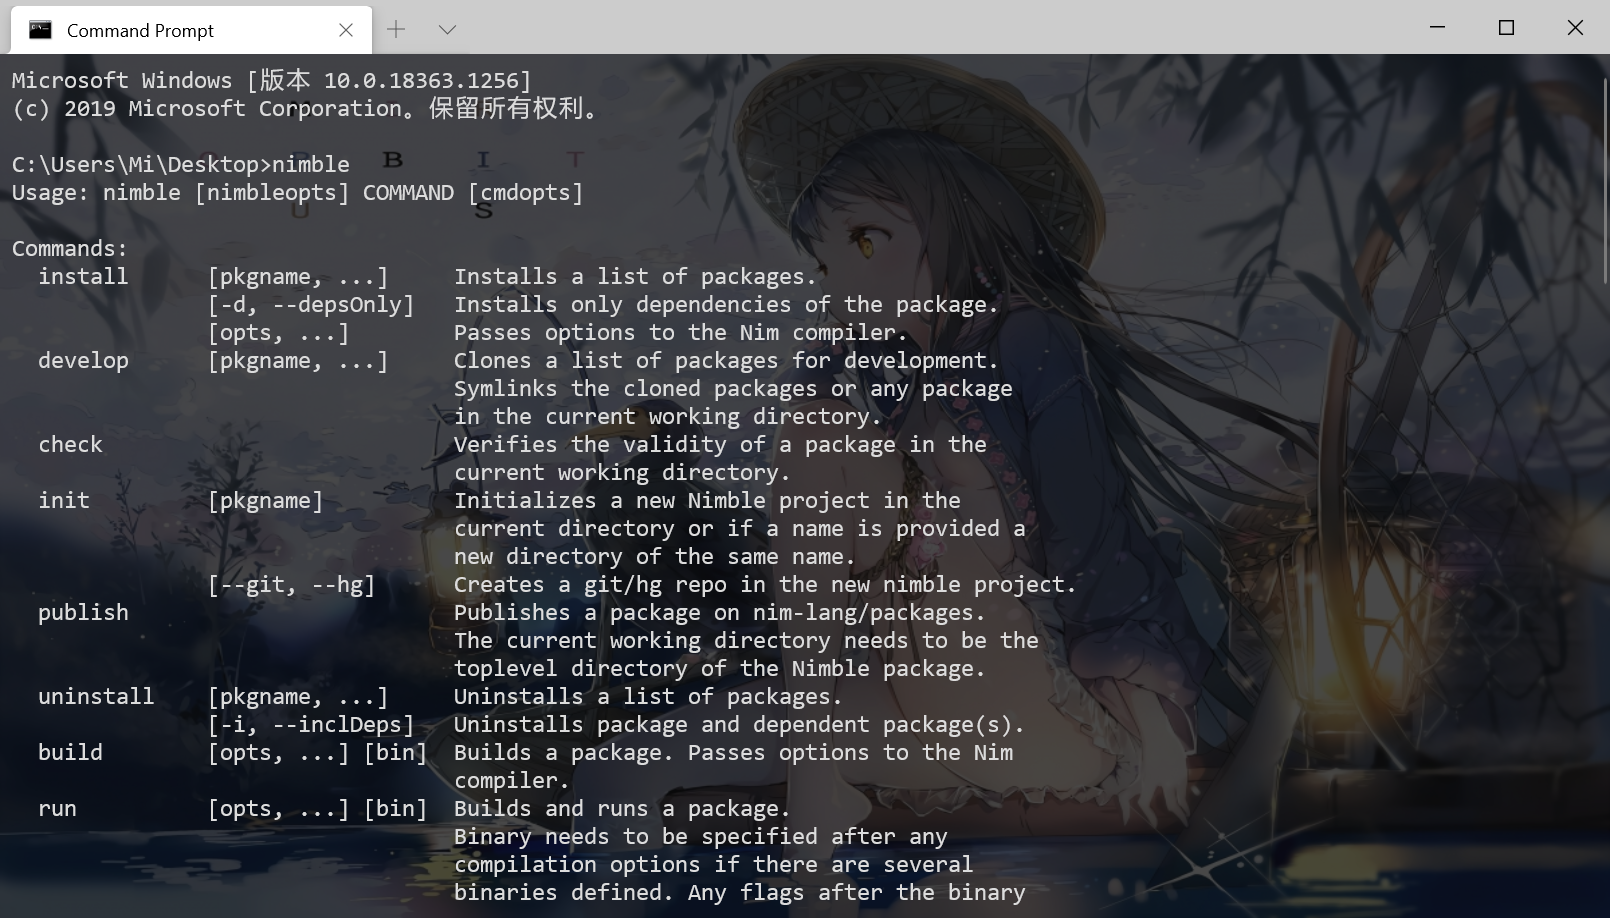 Command Prompt
Microsoft Windows [版本 10.0.18363.1256]
(c) 2019 Microsoft Corporation。保留所有权利。
C:\Users\Mi\Desktop>nimble
B I T
Usage: nimble [nimbleopts] COMMAND [cmdopts]
U S
Commands:
install [pkgname, ...] Installs a list of packages.
[-d, --depsOnly] Installs only dependencies of the package.
[opts, ...] Passes options to the Nim compiler.
develop [pkgname, ...] Clones a list of packages for development.
Symlinks the cloned packages or any package
in the current working directory.
check Verifies the validity of a package in the
current working directory.
init [pkgname] Initializes a new Nimble project in the
current directory or if a name is provided a
new directory of the same name.
[--git, --hg] Creates a git/hg repo in the new nimble project.
publish Publishes a package on nim-lang/packages.
The current working directory needs to be the
toplevel directory of the Nimble package.
uninstall [pkgname, ...] Uninstalls a list of packages.
[-i, --inclDeps] Uninstalls package and dependent package(s).
build [opts, ...] [bin] Builds a package. Passes options to the Nim
compiler.
run [opts, ...] [bin] Builds and runs a package.
Binary needs to be specified after any
compilation options if there are several
binaries defined. Any flags after the binary